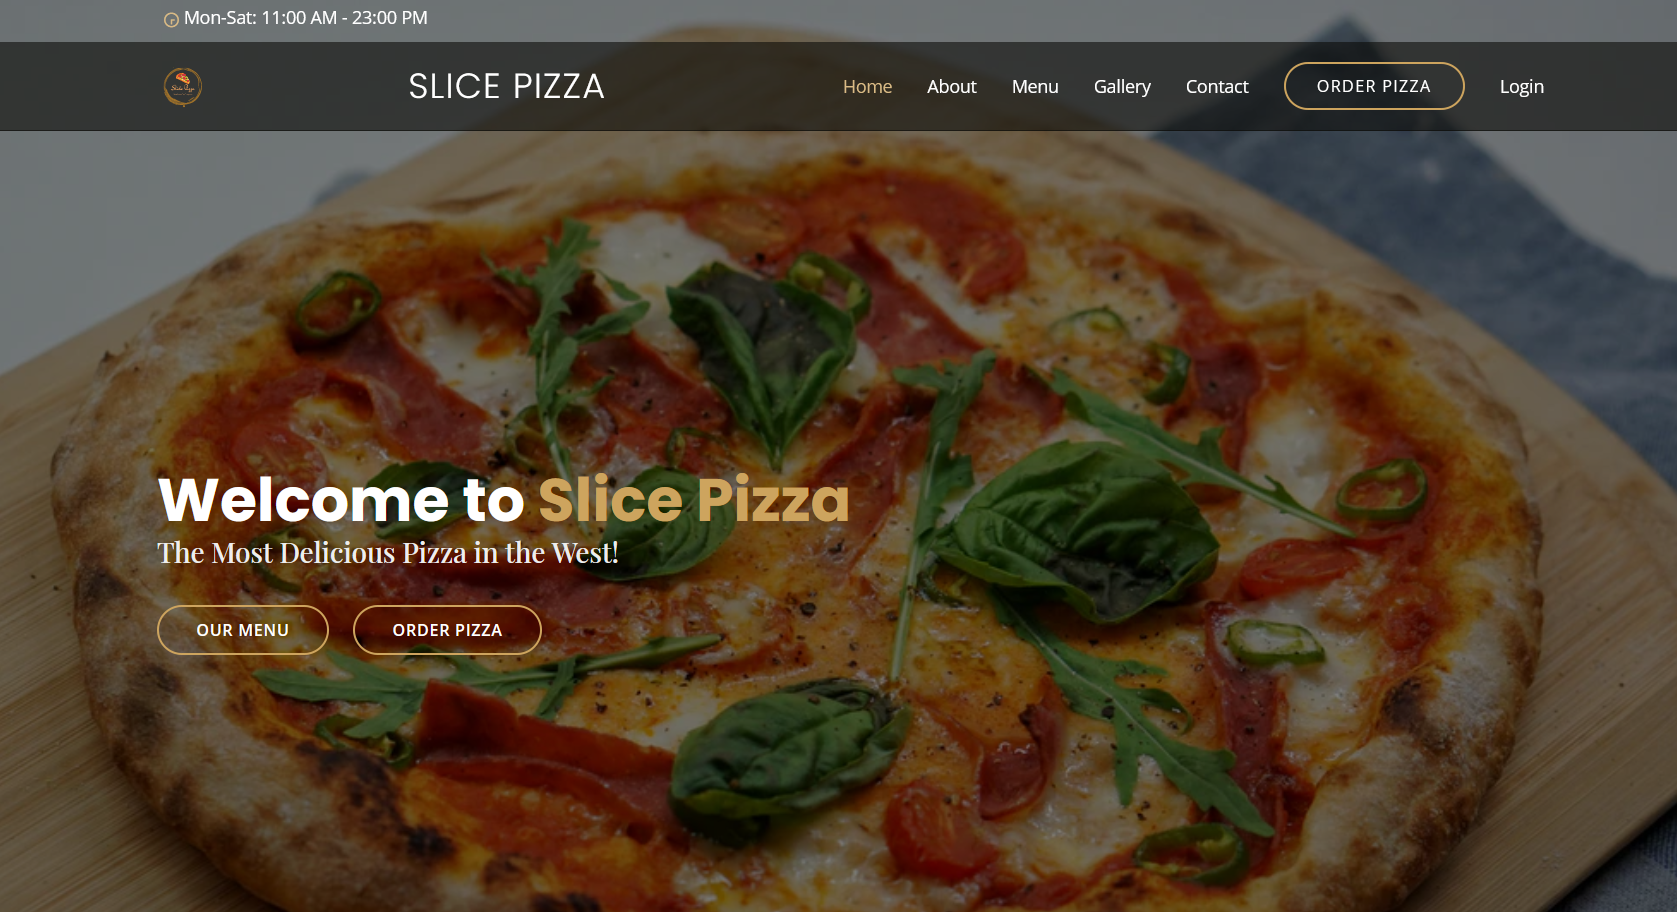 Mon-Sat: 11:00 AM - 23:00 PM
SLICE PIZZA
Home About Menu Gallery Contact ORDER PIZZA Login
Welcome to Slice Pizza
The Most Delicious Pizza in the West!
OUR MENU ORDER PIZZA